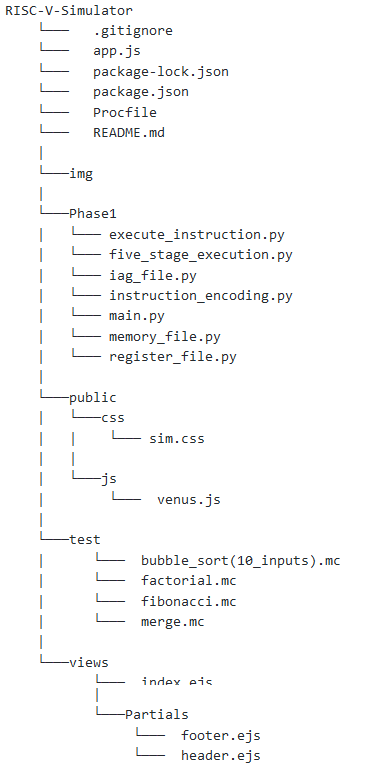 RISC-V-Simulator
.gitignore
app.js
package-lock.json
package.json
Procfile
README.md
img
Phase1
execute_instruction.py
five_stage_execution.py
iag_file.py
instruction_encoding.py
main.py
memory_file.py
register_file.py
public
css
sim.css
js
venus.js
test
bubble_sort(10_inputs).mc
factorial.mc
fibonacci.mc
merge.mc
views
index.ejs
Partials
footer.ejs
header.ejs